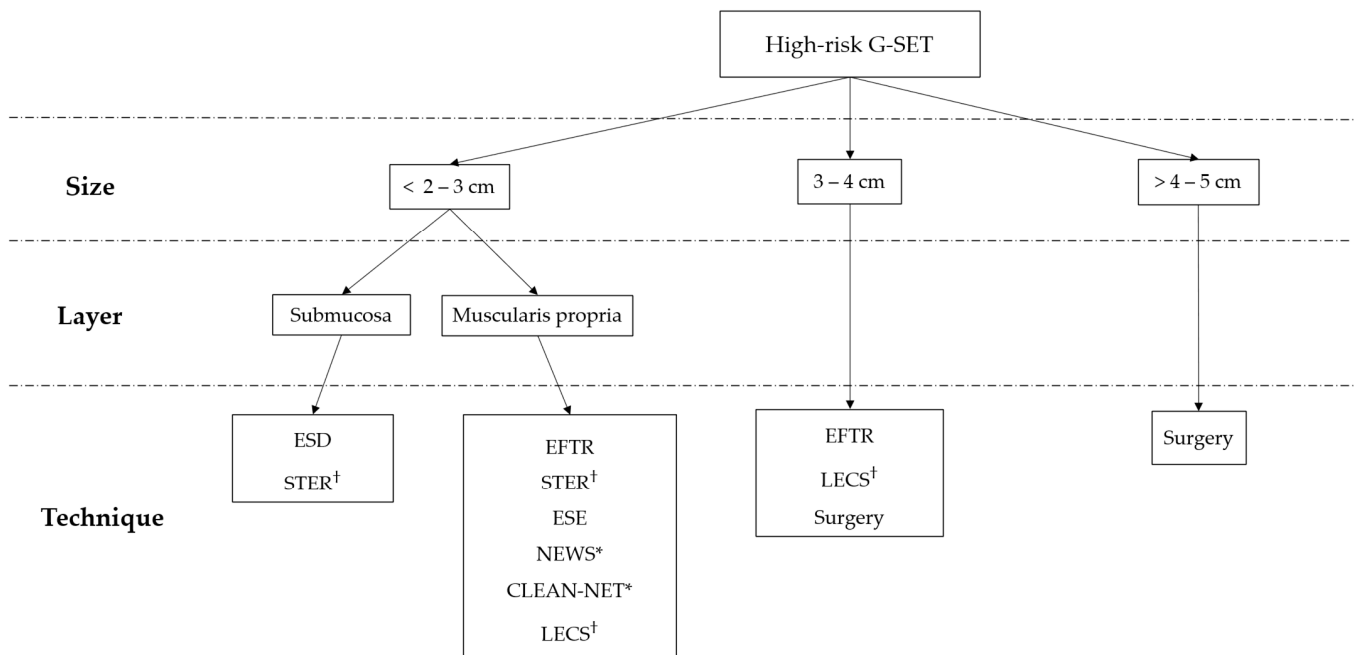 High-risk G-SET
Size
< 2 – 3 cm
3 – 4 cm
> 4 – 5 cm
Layer
Submucosa
Muscularis propria
Technique
ESD
STER†
EFTR
STER†
ESE
NEWS*
CLEAN-NET*
LECS†
EFTR
LECS†
Surgery
Surgery